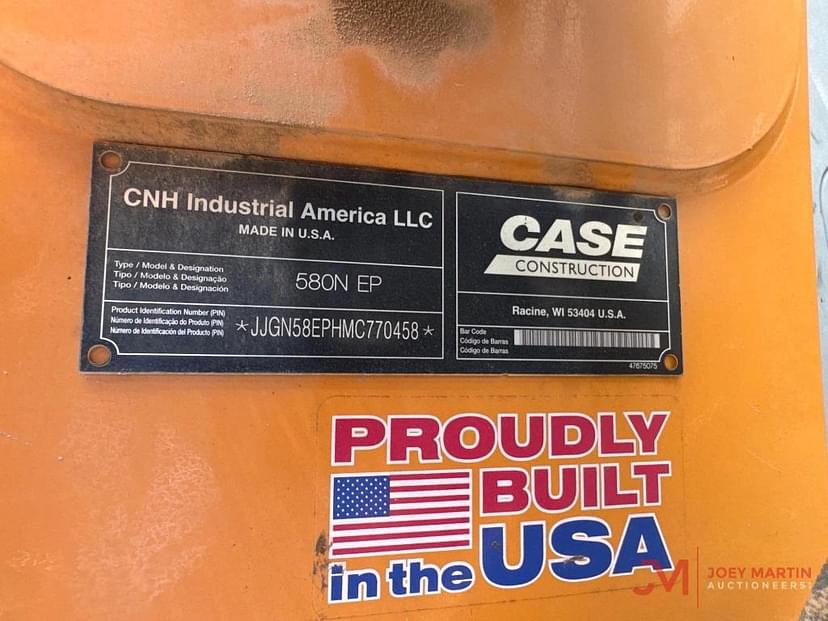 CNH Industrial America LLC
MADE IN U.S.A.
Type / Model & Designation
Tipo / Modelo & Designação
Tipo / Modelo & Designación
580N EP
Product Identification Number (PIN)
Número de Identificação do Produto (PIN)
Número de Identificación del Producto (PIN)
*JJGN58EPHMC770458*
CASE
CONSTRUCTION
Racine, WI 53404 U.S.A.
Bar Code
Código de Barras
Código de Barras
47675075
PROUDLY
BUILT
in the USA
JM
JOEY MARTIN
AUCTIONEERS